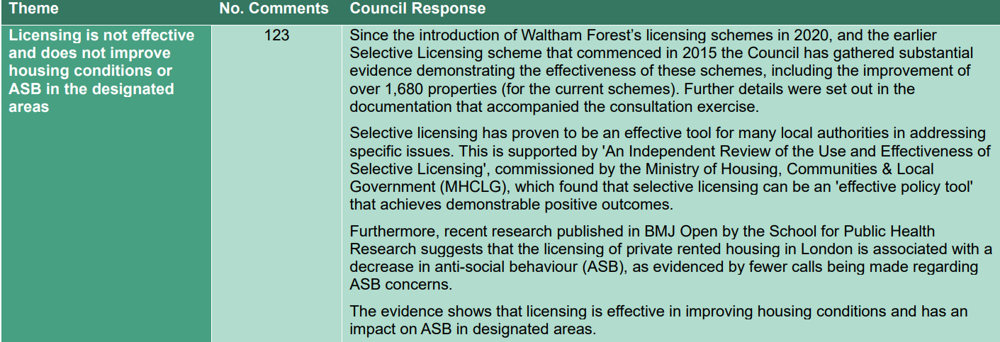 Theme No. Comments Council Response
Licensing is not effective
and does not improve
housing conditions or
ASB in the designated
areas
123
Since the introduction of Waltham Forest’s licensing schemes in 2020, and the earlier
Selective Licensing scheme that commenced in 2015 the Council has gathered substantial
evidence demonstrating the effectiveness of these schemes, including the improvement of
over 1,680 properties (for the current schemes). Further details were set out in the
documentation that accompanied the consultation exercise.
Selective licensing has proven to be an effective tool for many local authorities in addressing
specific issues. This is supported by 'An Independent Review of the Use and Effectiveness of
Selective Licensing', commissioned by the Ministry of Housing, Communities & Local
Government (MHCLG), which found that selective licensing can be an 'effective policy tool'
that achieves demonstrable positive outcomes.
Furthermore, recent research published in BMJ Open by the School for Public Health
Research suggests that the licensing of private rented housing in London is associated with a
decrease in anti-social behaviour (ASB), as evidenced by fewer calls being made regarding
ASB concerns.
The evidence shows that licensing is effective in improving housing conditions and has an
impact on ASB in designated areas.